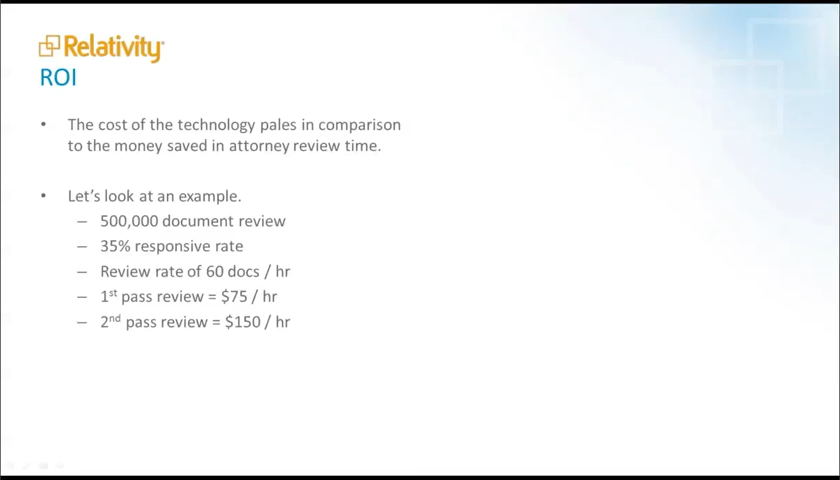 Relativity
ROI
• The cost of the technology pales in comparison
to the money saved in attorney review time.
• Let’s look at an example.
– 500,000 document review
– 35% responsive rate
– Review rate of 60 docs / hr
– 1st pass review = $75 / hr
– 2nd pass review = $150 / hr